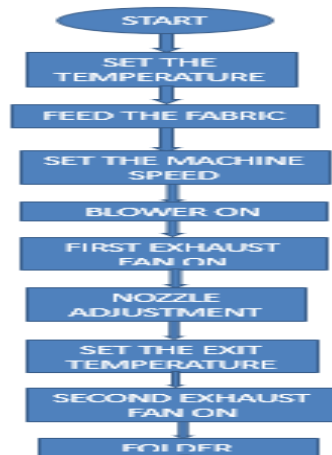 START
SET THE
TEMPERATURE
FEED THE FABRIC
SET THE MACHINE
SPEED
BLOWER ON
FIRST EXHAUST
FAN ON
NOZZLE
ADJUSTMENT
SET THE EXIT
TEMPERATURE
SECOND EXHAUST
FAN ON
FOLDER